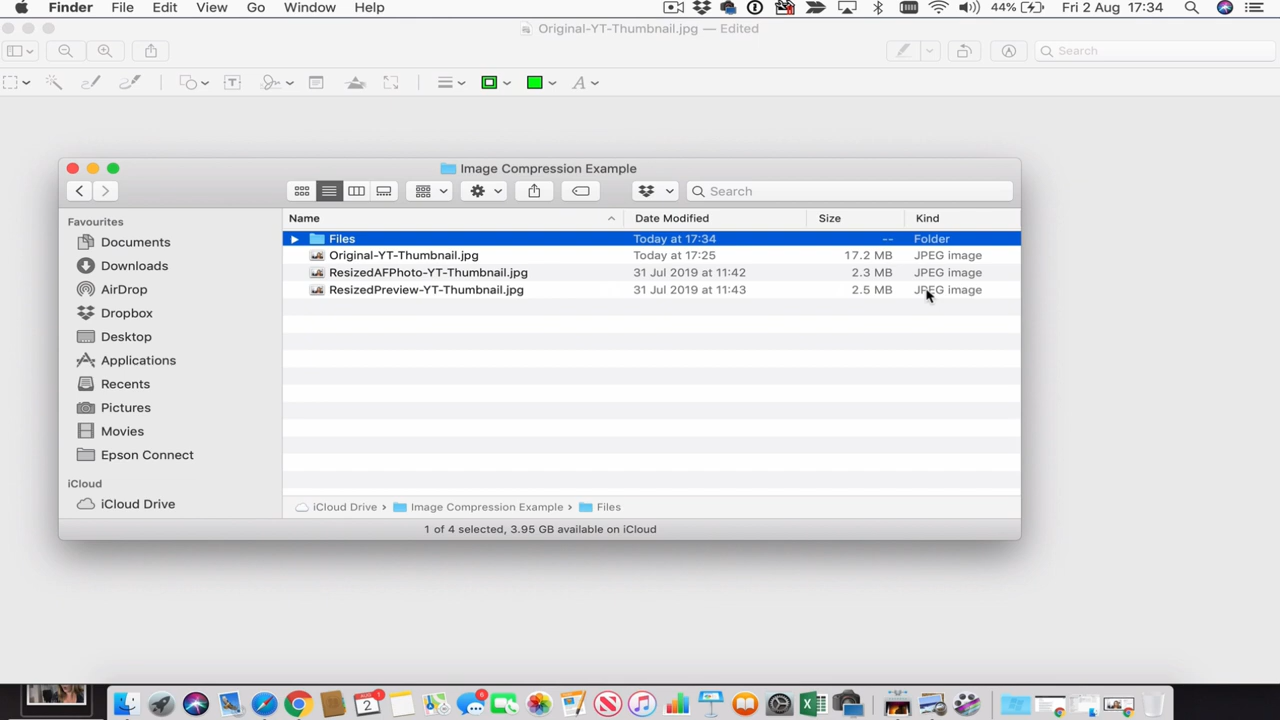 Finder File Edit View Go Window Help 44% Fri 2 Aug 17:34
Original-YT-Thumbnail.jpg — Edited
Search
Image Compression Example
Search
Favourites
Name Date Modified Size Kind
Files Today at 17:34 -- Folder
Documents
Original-YT-Thumbnail.jpg Today at 17:25 17.2 MB JPEG image
Downloads
ResizedAFPhoto-YT-Thumbnail.jpg 31 Jul 2019 at 11:42 2.3 MB JPEG image
AirDrop
ResizedPreview-YT-Thumbnail.jpg 31 Jul 2019 at 11:43 2.5 MB JPEG image
Dropbox
Desktop
Applications
Recents
Pictures
Movies
Epson Connect
iCloud
iCloud Drive
iCloud Drive › Image Compression Example › Files
1 of 4 selected, 3.95 GB available on iCloud